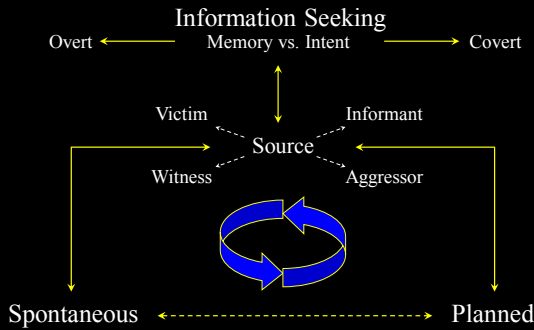 Information Seeking
Overt Memory vs. Intent Covert
Victim Informant
Source
Witness Aggressor
Spontaneous Planned